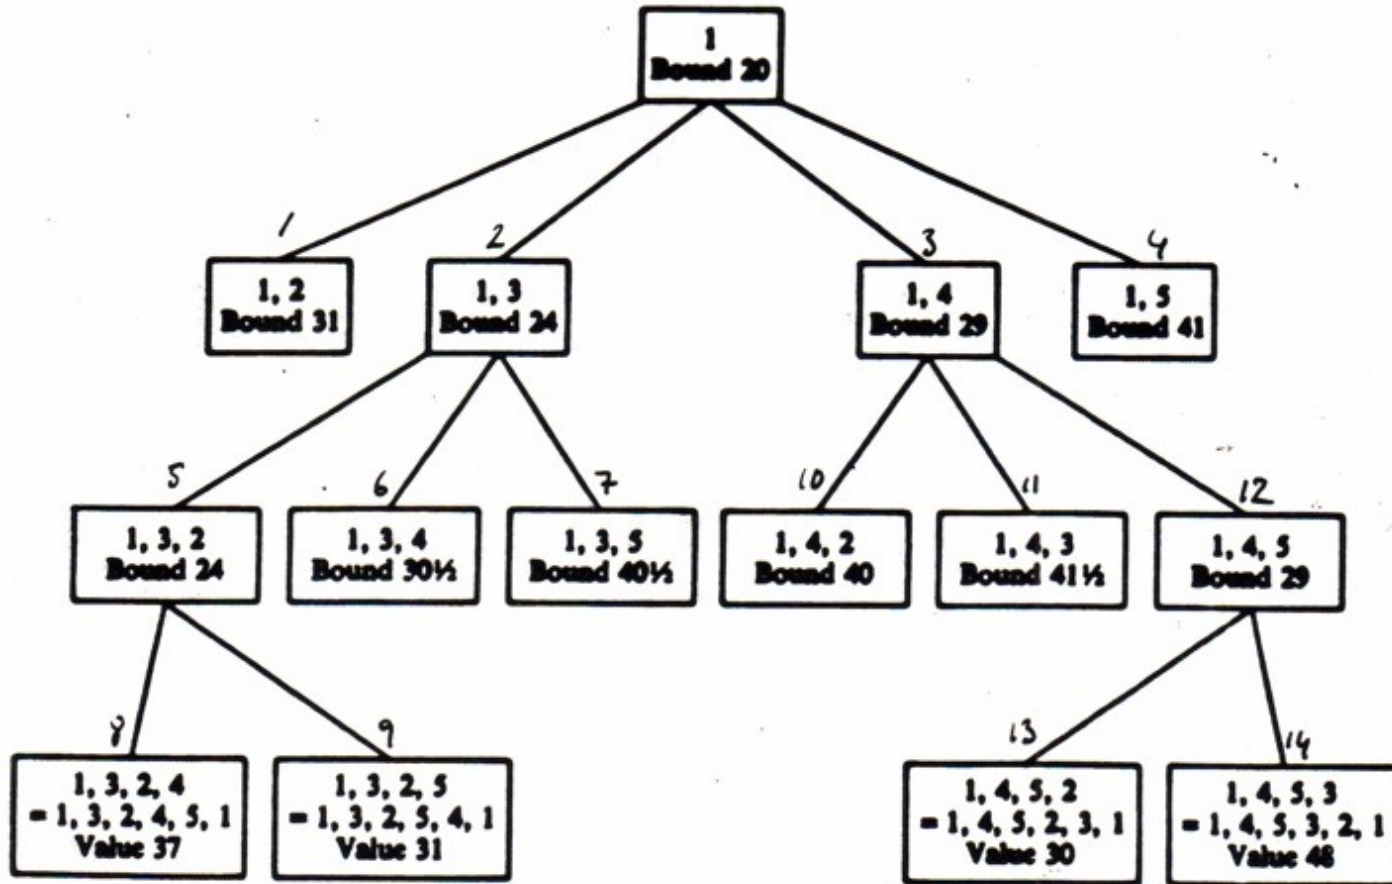 1
Bound 20
1
2
3
4
1, 2
Bound 31
1, 3
Bound 24
1, 4
Bound 29
1, 5
Bound 41
5
6
7
10
11
12
1, 3, 2
Bound 24
1, 3, 4
Bound 30½
1, 3, 5
Bound 40½
1, 4, 2
Bound 40
1, 4, 3
Bound 41½
1, 4, 5
Bound 29
8
9
13
14
1, 3, 2, 4
= 1, 3, 2, 4, 5, 1
Value 37
1, 3, 2, 5
= 1, 3, 2, 5, 4, 1
Value 31
1, 4, 5, 2
= 1, 4, 5, 2, 3, 1
Value 30
1, 4, 5, 3
= 1, 4, 5, 3, 2, 1
Value 48